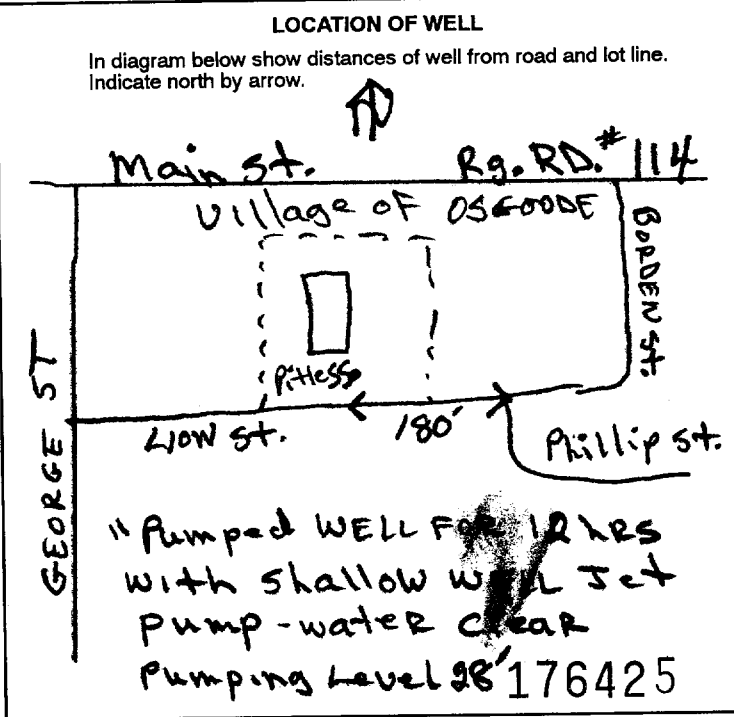 LOCATION OF WELL
In diagram below show distances of well from road and lot line.
Indicate north by arrow.
Main St. Rg. RD. # 114
Village of OSGOODE
BORDEN St.
GEORGE ST
Pitless
LION St. 180' Phillip St.
"Pumped WELL FOR 12 hRS
with shallow WELL Jet
Pump - water cleaR
Pumping Level 28' 176425